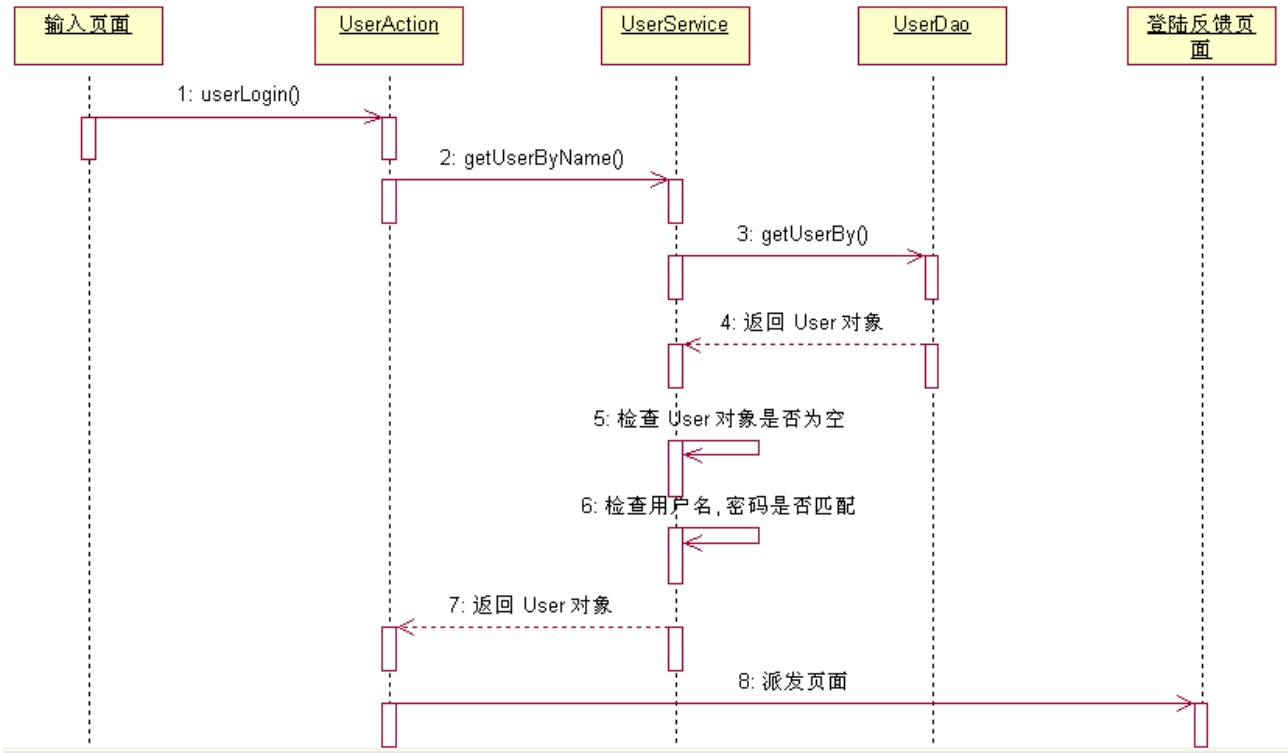 输入页面
UserAction
UserService
UserDao
登陆反馈页
面
1: userLogin()
2: getUserByName()
3: getUserBy()
4: 返回 User 对象
5: 检查 User 对象是否为空
6: 检查用户名,密码是否匹配
7: 返回 User 对象
8: 派发页面